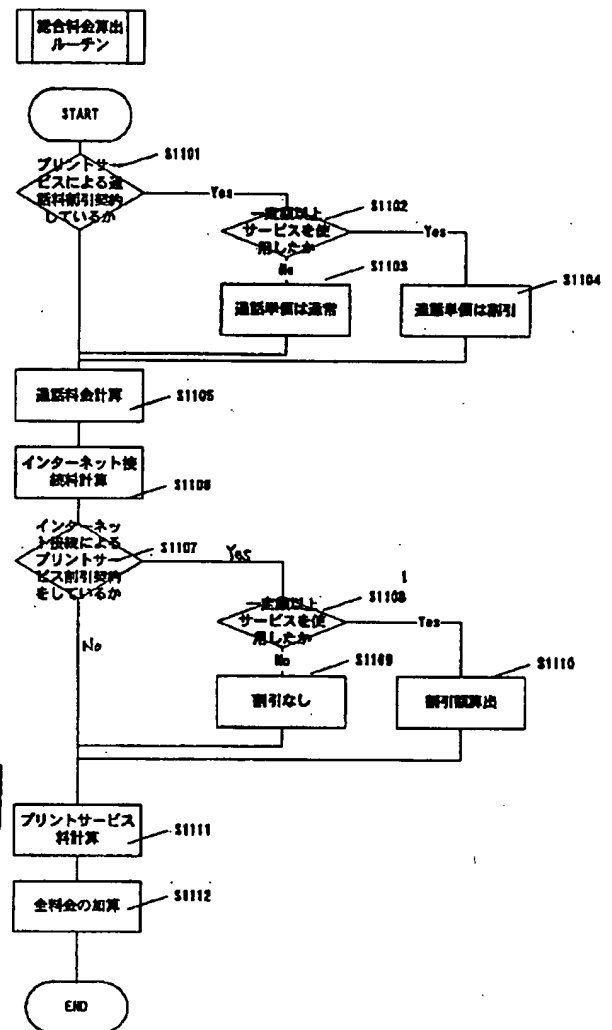 総合料金算出
ルーチン
START
プリントサ
ービスによる通
話料割引契約
しているか
S1101
Yes
一定額以上
サービスを使
用したか
S1102
Yes
No
S1103
通話単価は通常
S1104
通話単価は割引
通話料金計算
S1105
インターネット接
続料計算
S1106
インターネッ
ト接続による
プリントサー
ビス割引契約
をしているか
S1107
Yes
No
一定額以上
サービスを使
用したか
S1108
Yes
No
S1109
割引なし
S1110
割引額算出
プリントサービス
料計算
S1111
全料金の加算
S1112
END